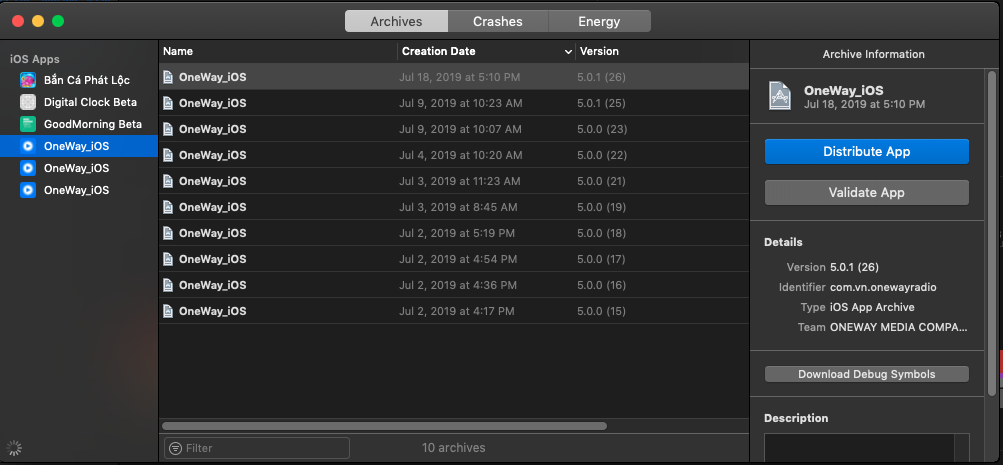 Archives Crashes Energy
iOS Apps
Bắn Cá Phát Lộc
Digital Clock Beta
GoodMorning Beta
OneWay_iOS
OneWay_iOS
OneWay_iOS
Name Creation Date Version
OneWay_iOS Jul 18, 2019 at 5:10 PM 5.0.1 (26)
OneWay_iOS Jul 9, 2019 at 10:23 AM 5.0.1 (25)
OneWay_iOS Jul 9, 2019 at 10:07 AM 5.0.0 (23)
OneWay_iOS Jul 4, 2019 at 10:20 AM 5.0.0 (22)
OneWay_iOS Jul 3, 2019 at 11:23 AM 5.0.0 (21)
OneWay_iOS Jul 3, 2019 at 8:45 AM 5.0.0 (19)
OneWay_iOS Jul 2, 2019 at 5:19 PM 5.0.0 (18)
OneWay_iOS Jul 2, 2019 at 4:54 PM 5.0.0 (17)
OneWay_iOS Jul 2, 2019 at 4:36 PM 5.0.0 (16)
OneWay_iOS Jul 2, 2019 at 4:17 PM 5.0.0 (15)
Filter 10 archives
Archive Information
OneWay_iOS
Jul 18, 2019 at 5:10 PM
Distribute App
Validate App
Details
Version 5.0.1 (26)
Identifier com.vn.onewayradio
Type iOS App Archive
Team ONEWAY MEDIA COMPA...
Download Debug Symbols
Description